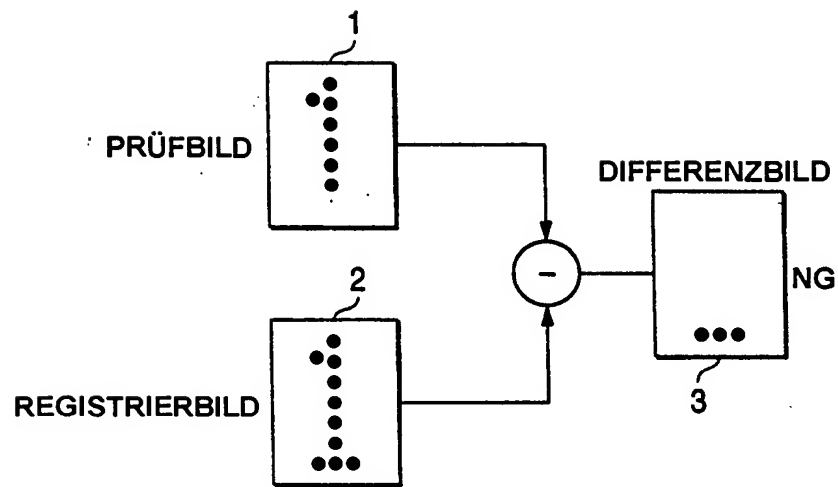 1
PRÜFBILD
DIFFERENZBILD
-
NG
2
REGISTRIERBILD
3